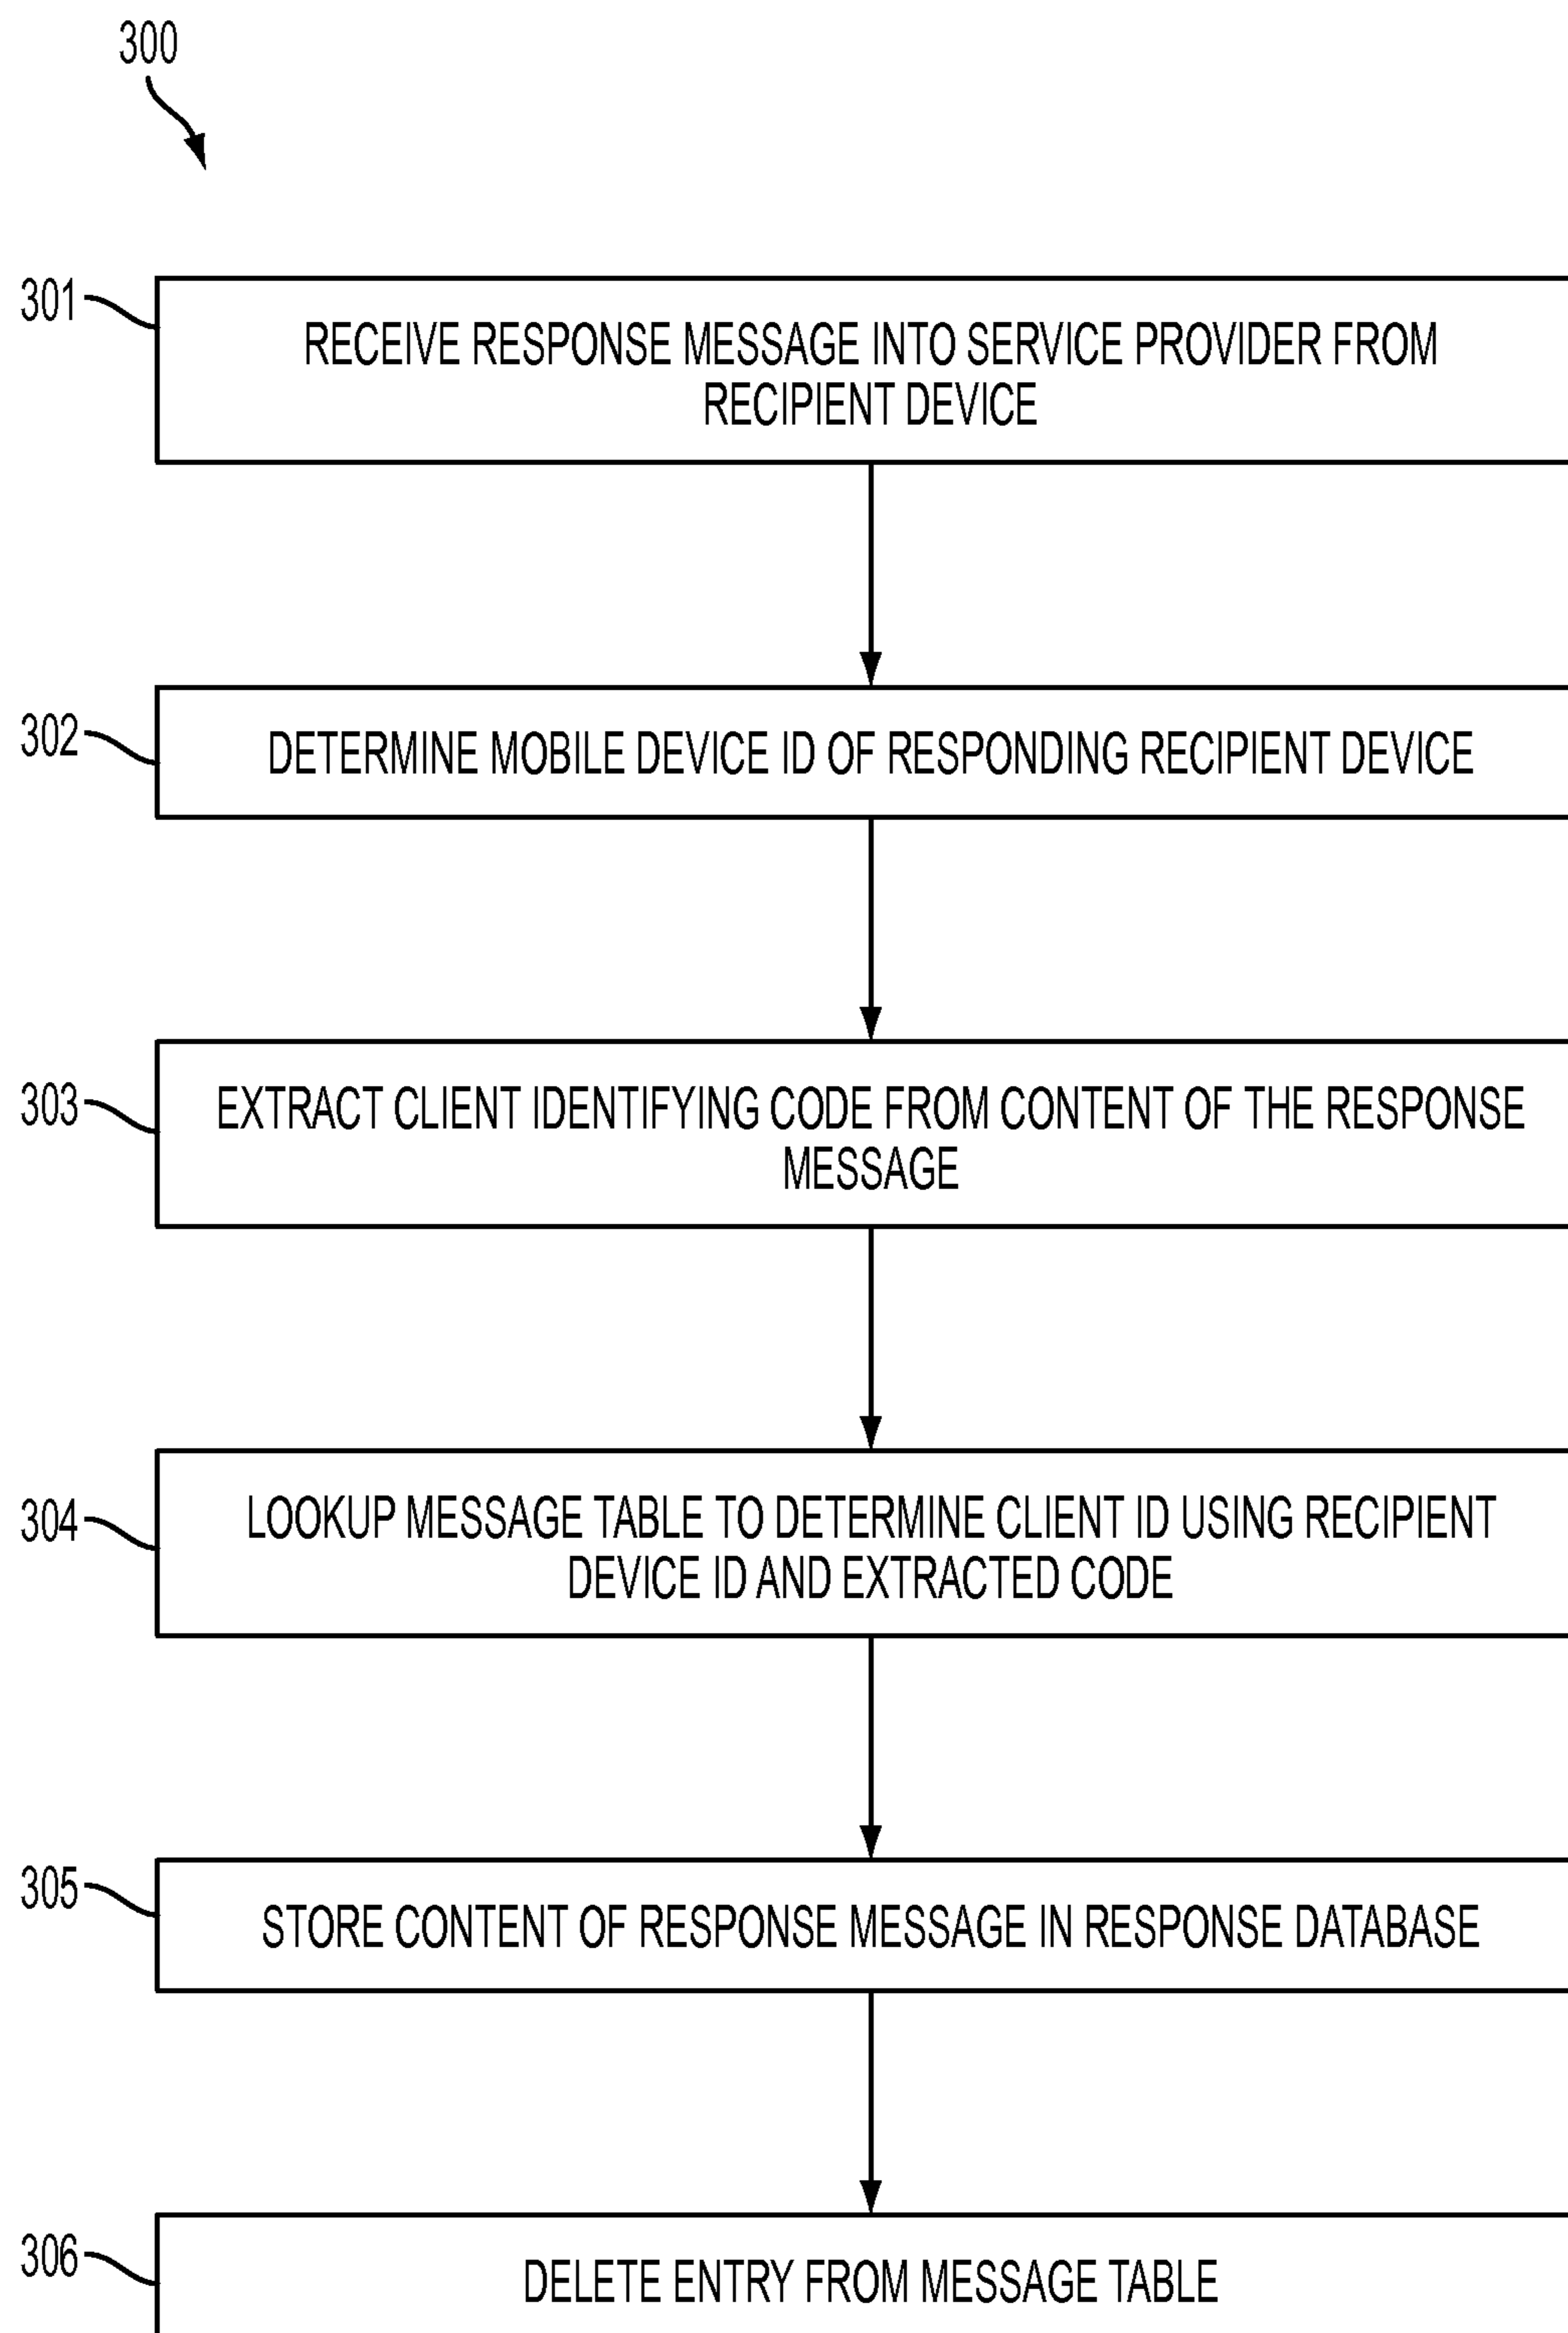 300
301
RECEIVE RESPONSE MESSAGE INTO SERVICE PROVIDER FROM
RECIPIENT DEVICE
302
DETERMINE MOBILE DEVICE ID OF RESPONDING RECIPIENT DEVICE
303
EXTRACT CLIENT IDENTIFYING CODE FROM CONTENT OF THE RESPONSE
MESSAGE
304
LOOKUP MESSAGE TABLE TO DETERMINE CLIENT ID USING RECIPIENT
DEVICE ID AND EXTRACTED CODE
305
STORE CONTENT OF RESPONSE MESSAGE IN RESPONSE DATABASE
306
DELETE ENTRY FROM MESSAGE TABLE